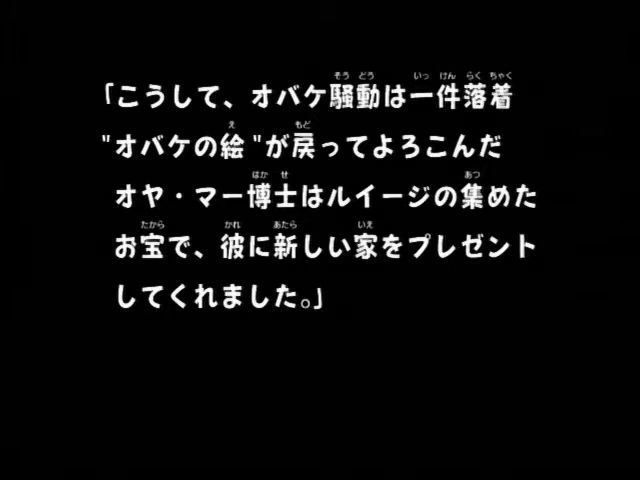 「こうして、オバケ騒動は一件落着
"オバケの絵"が戻ってよろこんだ
オヤ・マー博士はルイージの集めた
お宝で、彼に新しい家をプレゼント
してくれました。」